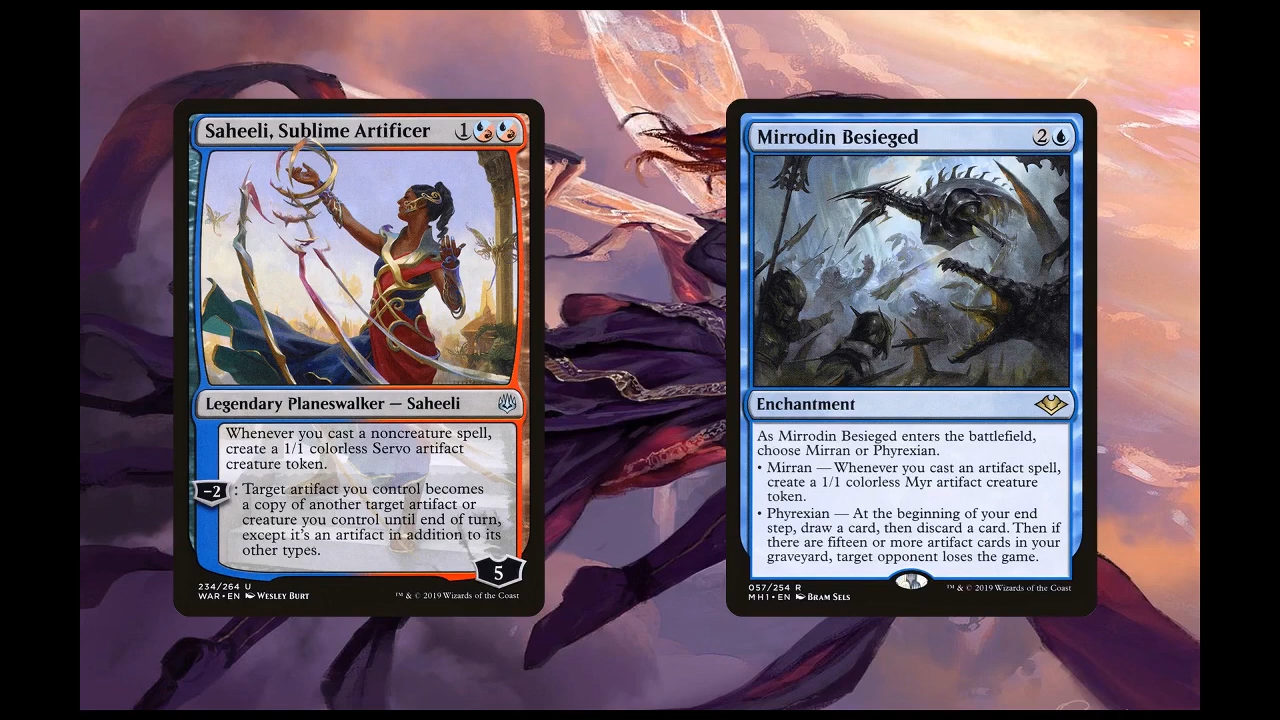 Saheeli, Sublime Artificer 1
Legendary Planeswalker — Saheeli
Whenever you cast a noncreature spell,
create a 1/1 colorless Servo artifact
creature token.
−2 : Target artifact you control becomes
a copy of another target artifact or
creature you control until end of turn,
except it's an artifact in addition to its
other types.
5
234/264 U
WAR • EN Wesley Burt
™ & © 2019 Wizards of the Coast
Mirrodin Besieged 2
Enchantment
As Mirrodin Besieged enters the battlefield,
choose Mirran or Phyrexian.
• Mirran — Whenever you cast an artifact spell,
create a 1/1 colorless Myr artifact creature
token.
• Phyrexian — At the beginning of your end
step, draw a card, then discard a card. Then if
there are fifteen or more artifact cards in your
graveyard, target opponent loses the game.
057/254 R
MH1 • EN Bram Sels
™ & © 2019 Wizards of the Coast